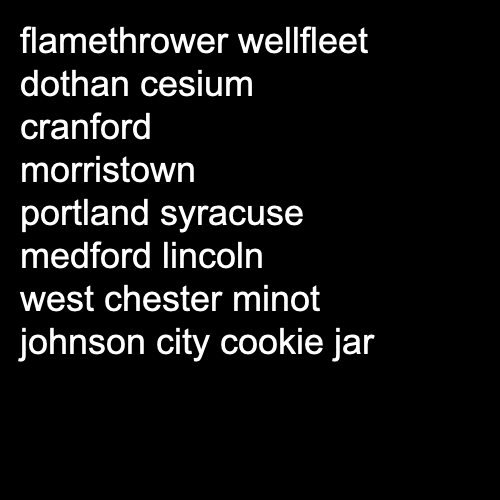 flamethrower wellfleet
dothan cesium
cranford
morristown
portland syracuse
medford lincoln
west chester minot
johnson city cookie jar